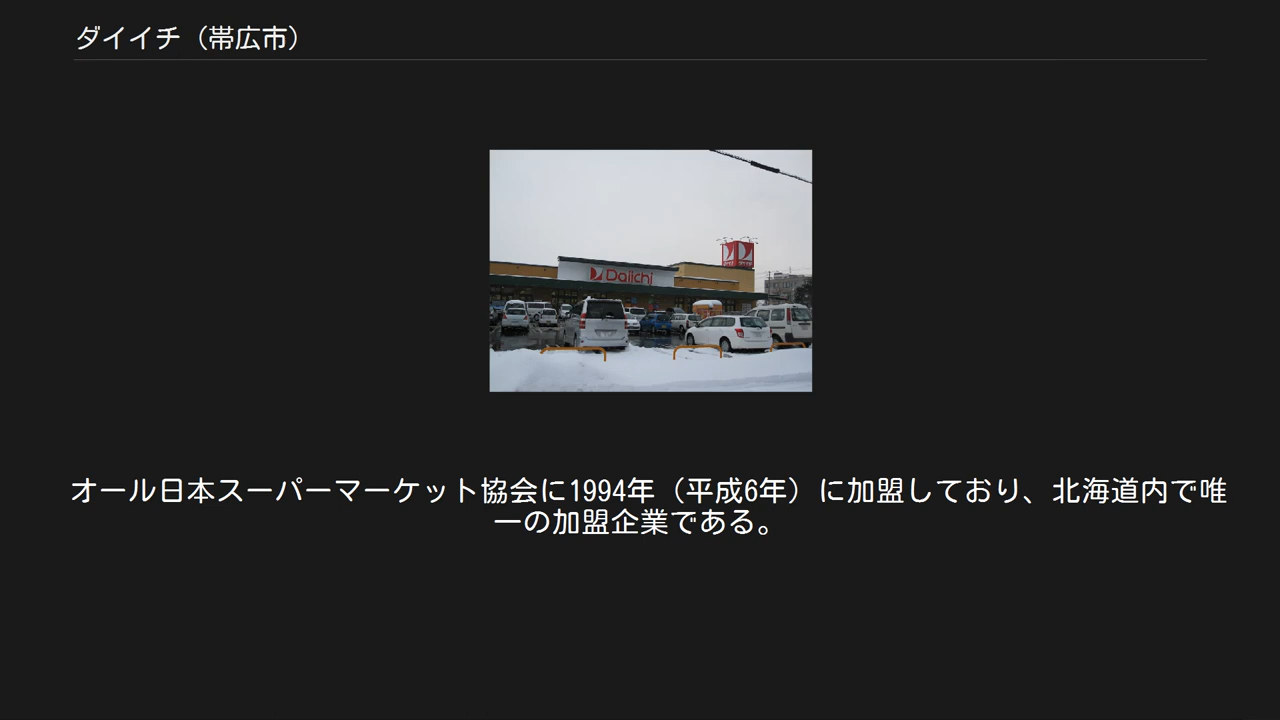 ダイイチ（帯広市）
Daiichi
オール日本スーパーマーケット協会に1994年（平成6年）に加盟しており、北海道内で唯
一の加盟企業である。